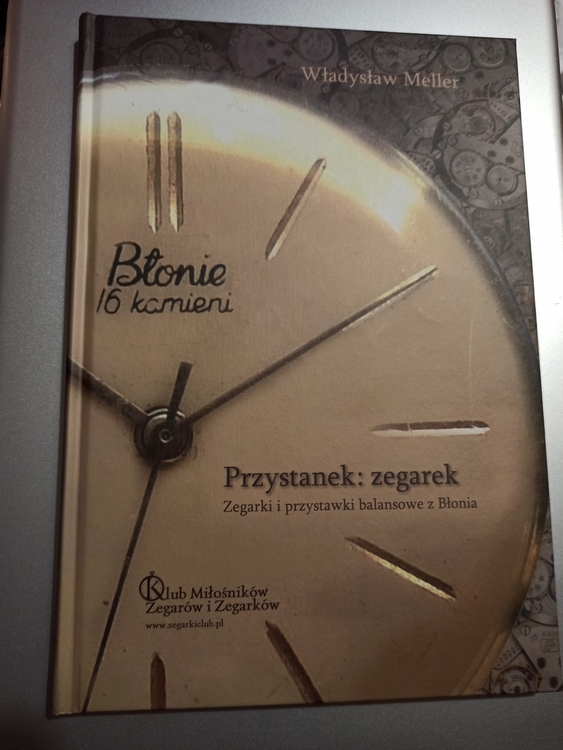 Władysław Meller
Błonie
16 kamieni
Przystanek: zegarek
Zegarki i przystawki balansowe z Błonia
Klub Miłośników
Zegarów i Zegarków
www.zegarkiclub.pl